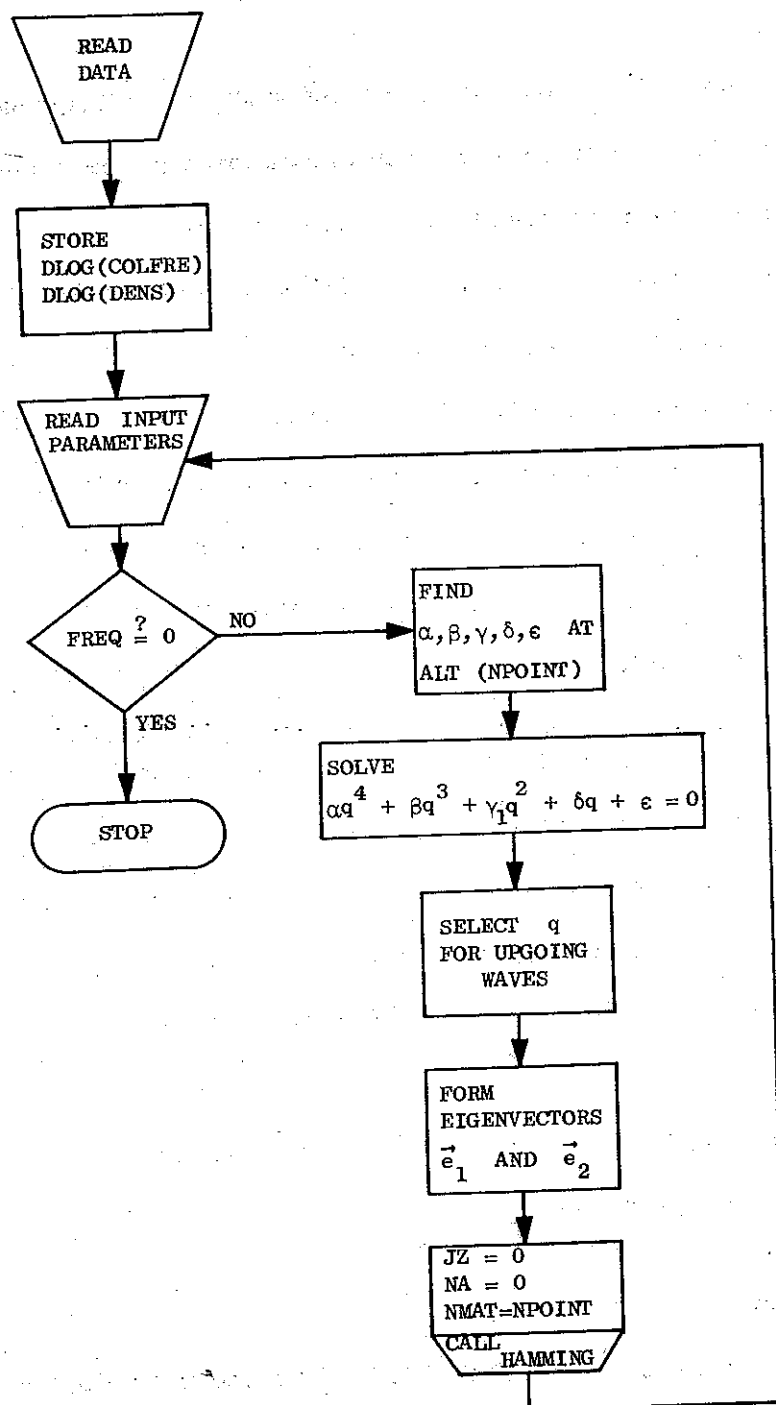 READ
DATA
STORE
DLOG(COLFRE)
DLOG(DENS)
READ INPUT
PARAMETERS
FREQ ?= 0
NO
YES
STOP
FIND
α,β,γ,δ,ε AT
ALT (NPOINT)
SOLVE
αq⁴ + βq³ + γ₁q² + δq + ε = 0
SELECT q
FOR UPGOING
WAVES
FORM
EIGENVECTORS
e⃗₁ AND e⃗₂
JZ = 0
NA = 0
NMAT=NPOINT
CALL
HAMMING